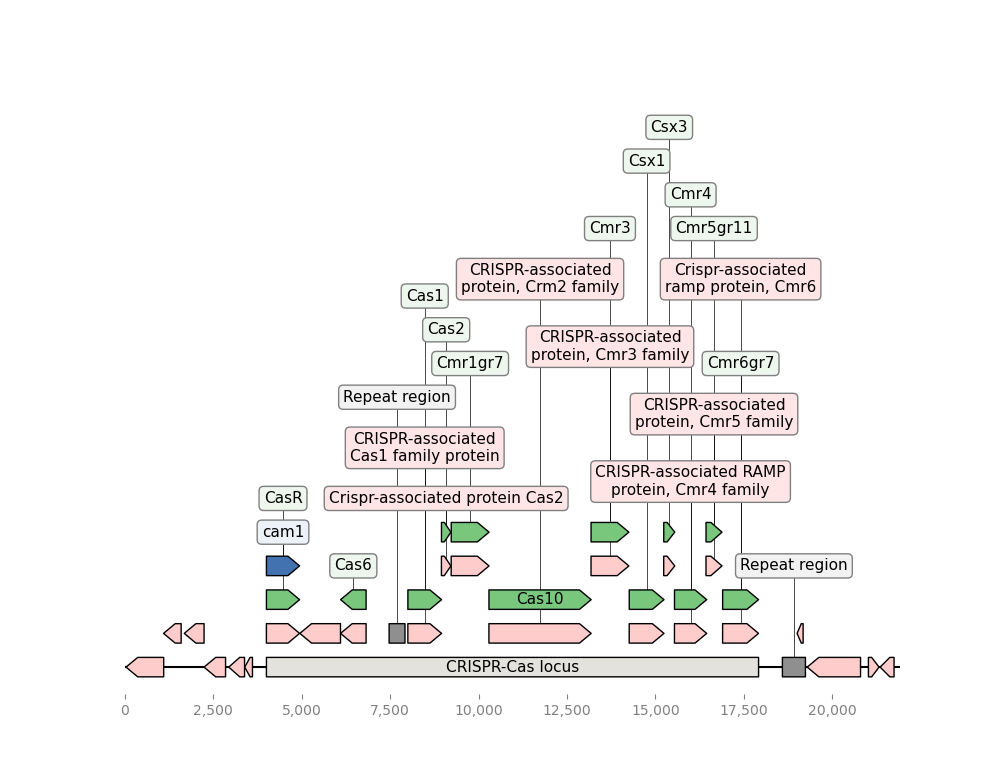 Csx3
Csx1
Cmr4
Cmr3
Cmr5gr11
CRISPR-associated
protein, Crm2 family
Crispr-associated
ramp protein, Cmr6
Cas1
Cas2
CRISPR-associated
protein, Cmr3 family
Cmr1gr7
Cmr6gr7
Repeat region
CRISPR-associated
protein, Cmr5 family
CRISPR-associated
Cas1 family protein
CRISPR-associated RAMP
protein, Cmr4 family
CasR
Crispr-associated protein Cas2
cam1
Cas6
Repeat region
Cas10
CRISPR-Cas locus
0
2,500
5,000
7,500
10,000
12,500
15,000
17,500
20,000